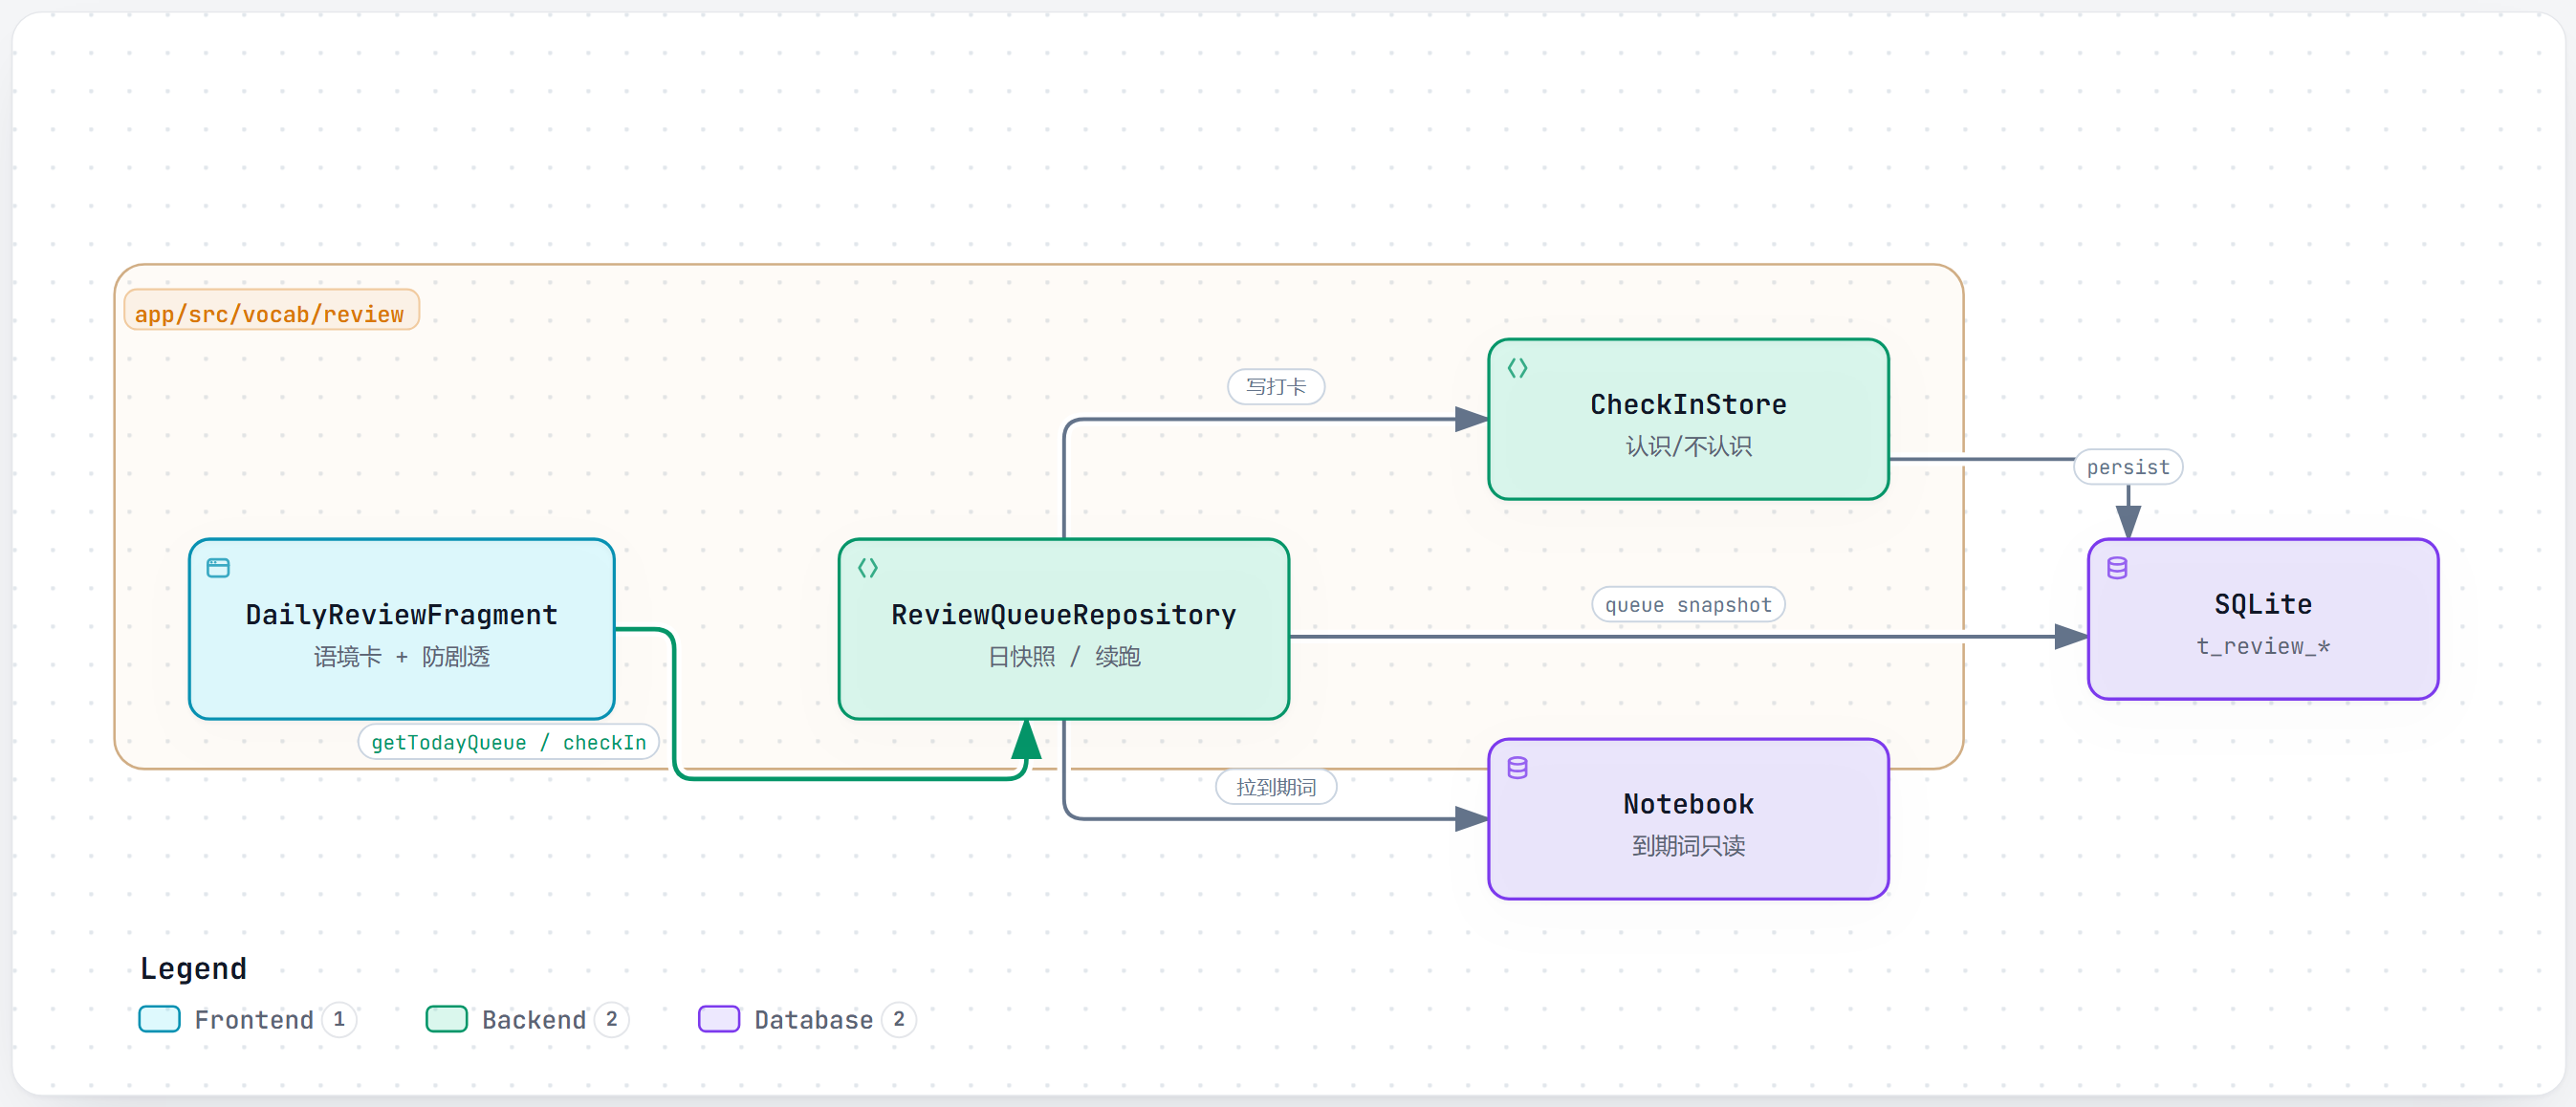 app/src/vocab/review
写打卡
CheckInStore
认识/不认识
persist
DailyReviewFragment
语境卡 + 防剧透
getTodayQueue / checkIn
ReviewQueueRepository
日快照 / 续跑
queue snapshot
SQLite
t_review_*
拉到期词
Notebook
到期词只读
Legend
Frontend 1
Backend 2
Database 2